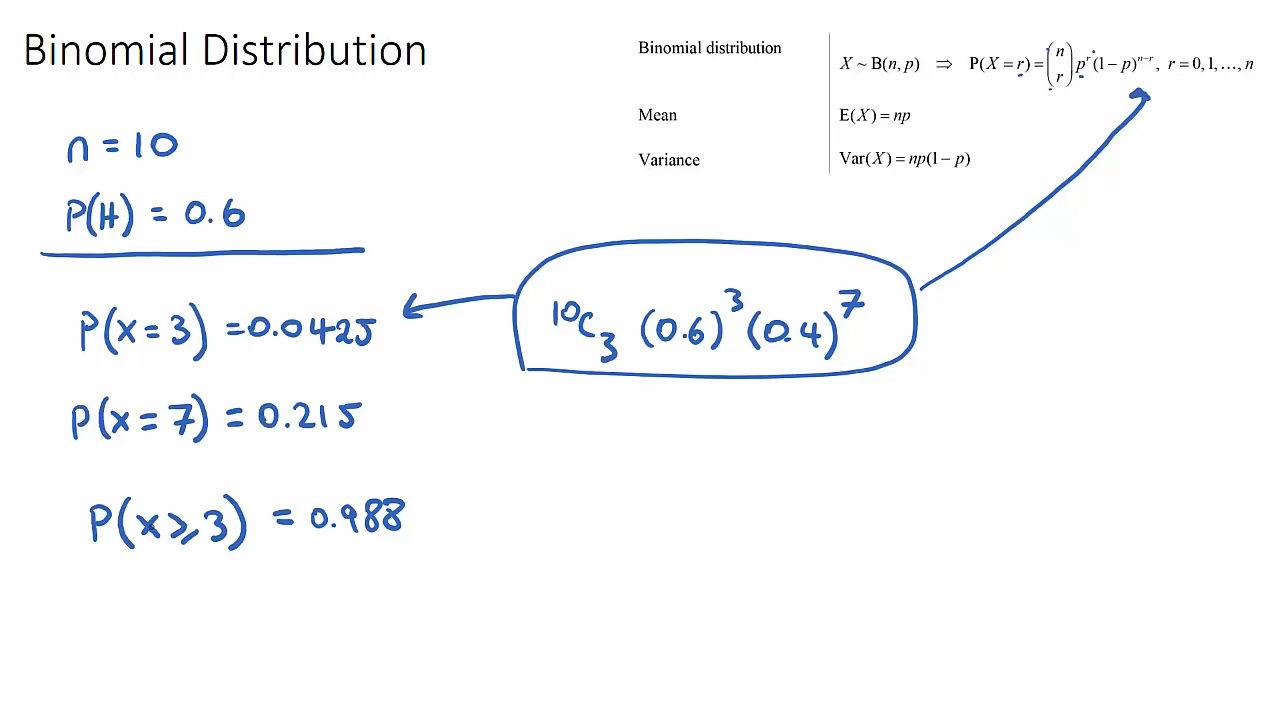 Binomial Distribution
Binomial distribution X ~ B(n, p) ⇒ P(X = r) = (n r) p^r (1 − p)^{n−r}, r = 0, 1, …, n
Mean E(X) = np
Variance Var(X) = np(1 − p)
n = 10
P(H) = 0.6
P(x = 3) = 0.0425
¹⁰C₃ (0.6)³ (0.4)⁷
P(x = 7) = 0.215
P(x ⩾ 3) = 0.988